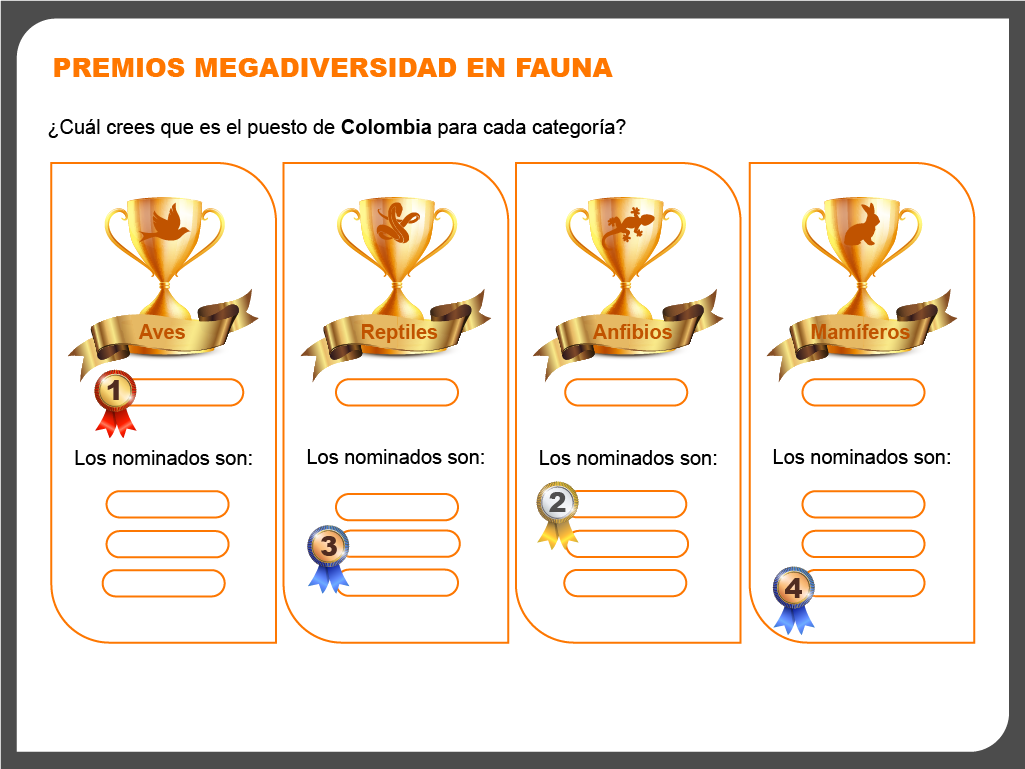 PREMIOS MEGADIVERSIDAD EN FAUNA
¿Cuál crees que es el puesto de Colombia para cada categoría?
Aves
1
Los nominados son:
Reptiles
Los nominados son:
3
Anfibios
Los nominados son:
2
Mamíferos
Los nominados son:
4